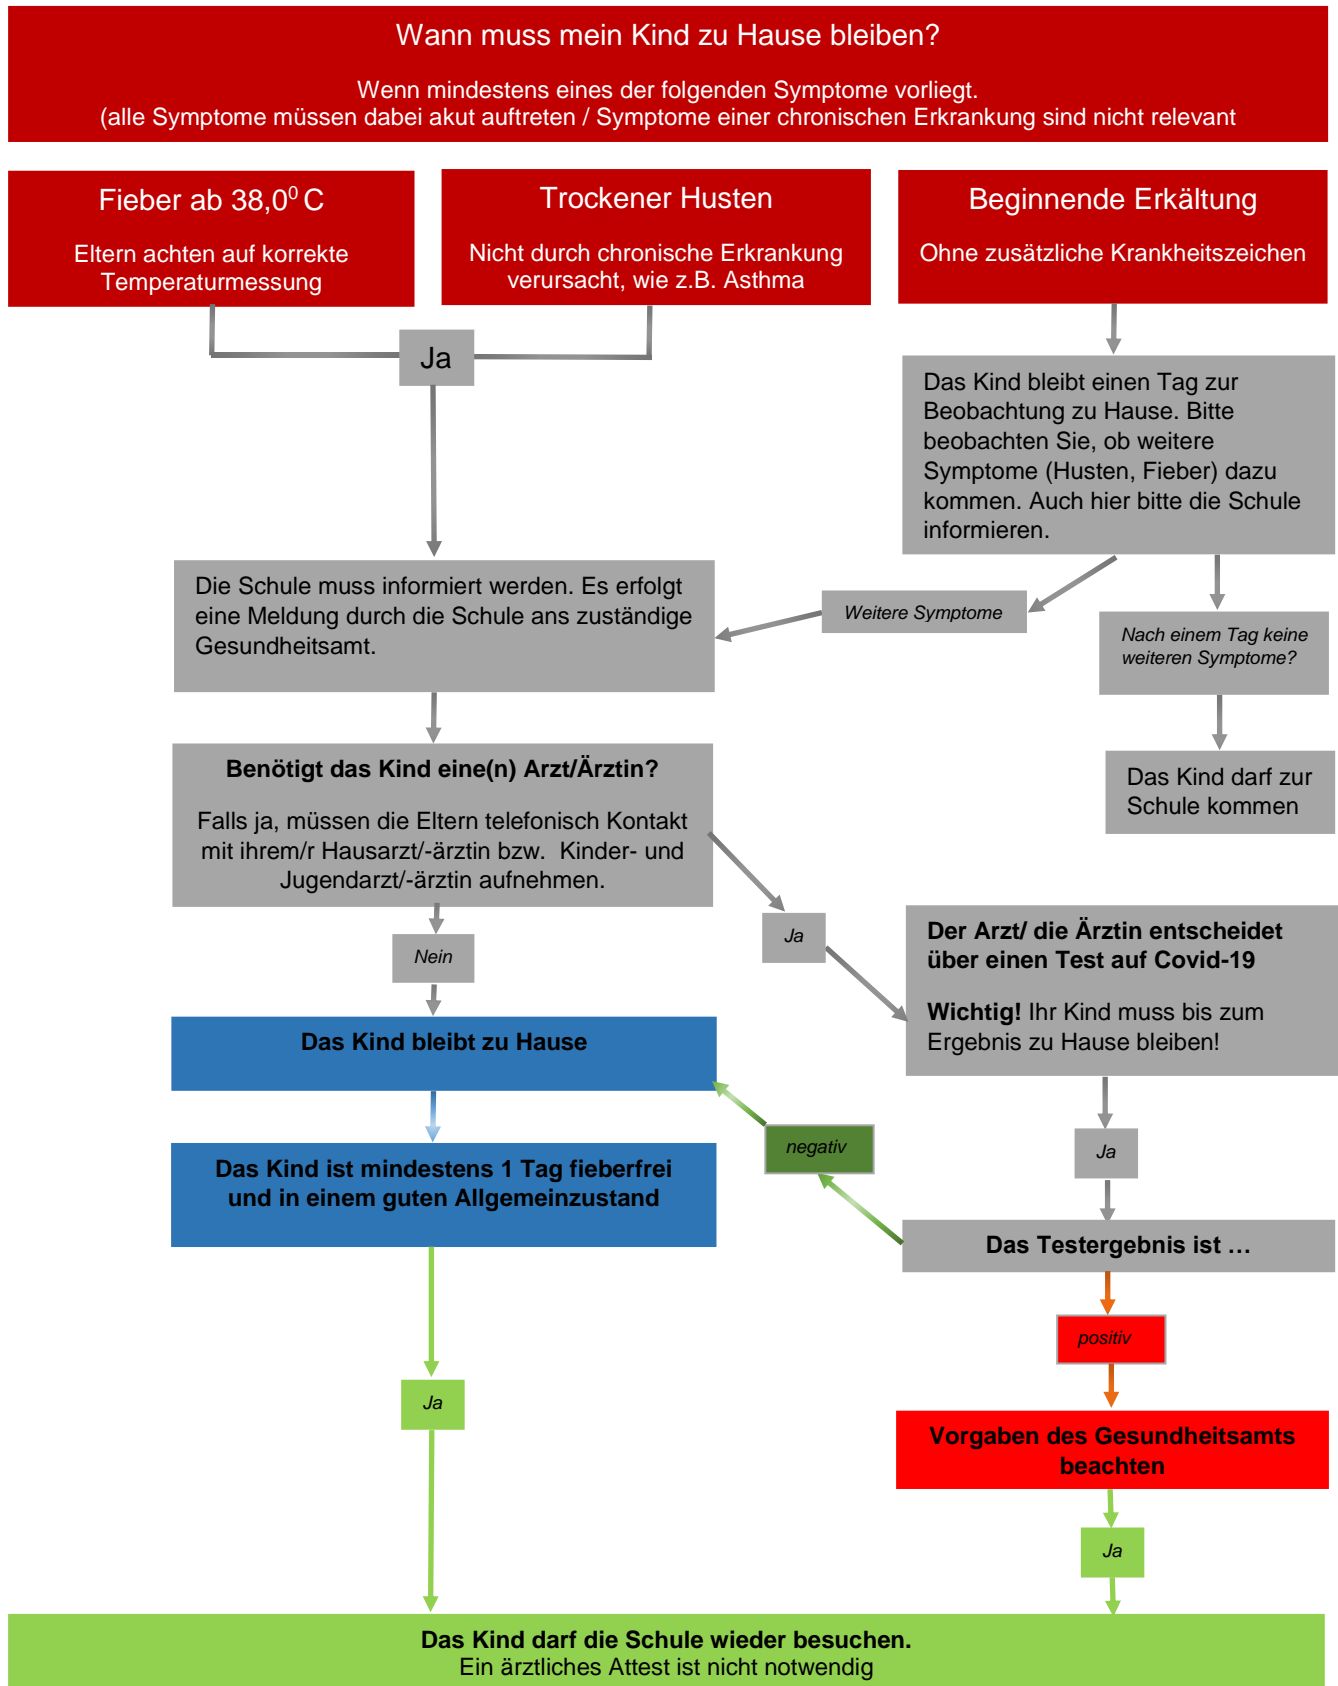 Wann muss mein Kind zu Hause bleiben?
Wenn mindestens eines der folgenden Symptome vorliegt.
(alle Symptome müssen dabei akut auftreten / Symptome einer chronischen Erkrankung sind nicht relevant
Fieber ab 38,0⁰ C
Eltern achten auf korrekte
Temperaturmessung
Trockener Husten
Nicht durch chronische Erkrankung
verursacht, wie z.B. Asthma
Beginnende Erkältung
Ohne zusätzliche Krankheitszeichen
Ja
Das Kind bleibt einen Tag zur
Beobachtung zu Hause. Bitte
beobachten Sie, ob weitere
Symptome (Husten, Fieber) dazu
kommen. Auch hier bitte die Schule
informieren.
Die Schule muss informiert werden. Es erfolgt
eine Meldung durch die Schule ans zuständige
Gesundheitsamt.
Weitere Symptome
Nach einem Tag keine
weiteren Symptome?
Das Kind darf zur
Schule kommen
Benötigt das Kind eine(n) Arzt/Ärztin?
Falls ja, müssen die Eltern telefonisch Kontakt
mit ihrem/r Hausarzt/-ärztin bzw.  Kinder- und
Jugendarzt/-ärztin aufnehmen.
Nein
Ja
Der Arzt/ die Ärztin entscheidet
über einen Test auf Covid-19
Wichtig! Ihr Kind muss bis zum
Ergebnis zu Hause bleiben!
Das Kind bleibt zu Hause
negativ
Ja
Das Kind ist mindestens 1 Tag fieberfrei
und in einem guten Allgemeinzustand
Das Testergebnis ist …
positiv
Ja
Vorgaben des Gesundheitsamts
beachten
Ja
Das Kind darf die Schule wieder besuchen.
Ein ärztliches Attest ist nicht notwendig